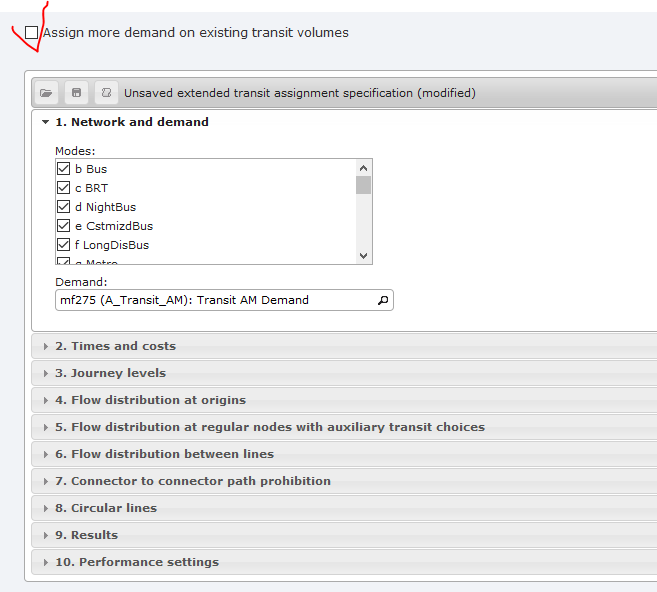 Assign more demand on existing transit volumes
Unsaved extended transit assignment specification (modified)
1. Network and demand
Modes:
b Bus
c BRT
d NightBus
e CstmizdBus
f LongDisBus
g Metro
Demand:
mf275 (A_Transit_AM): Transit AM Demand
2. Times and costs
3. Journey levels
4. Flow distribution at origins
5. Flow distribution at regular nodes with auxiliary transit choices
6. Flow distribution between lines
7. Connector to connector path prohibition
8. Circular lines
9. Results
10. Performance settings